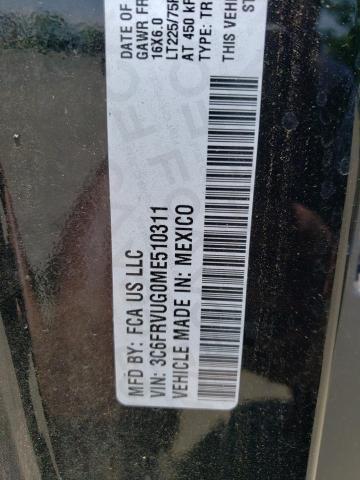 MFD BY: FCA US LLC
VIN: 3C6FRVUG0ME510311
VEHICLE MADE IN: MEXICO
DATE OF
GAWR FR
16X6.0
LT225/75R
AT 450 KP
TYPE: TR
THIS VEHI